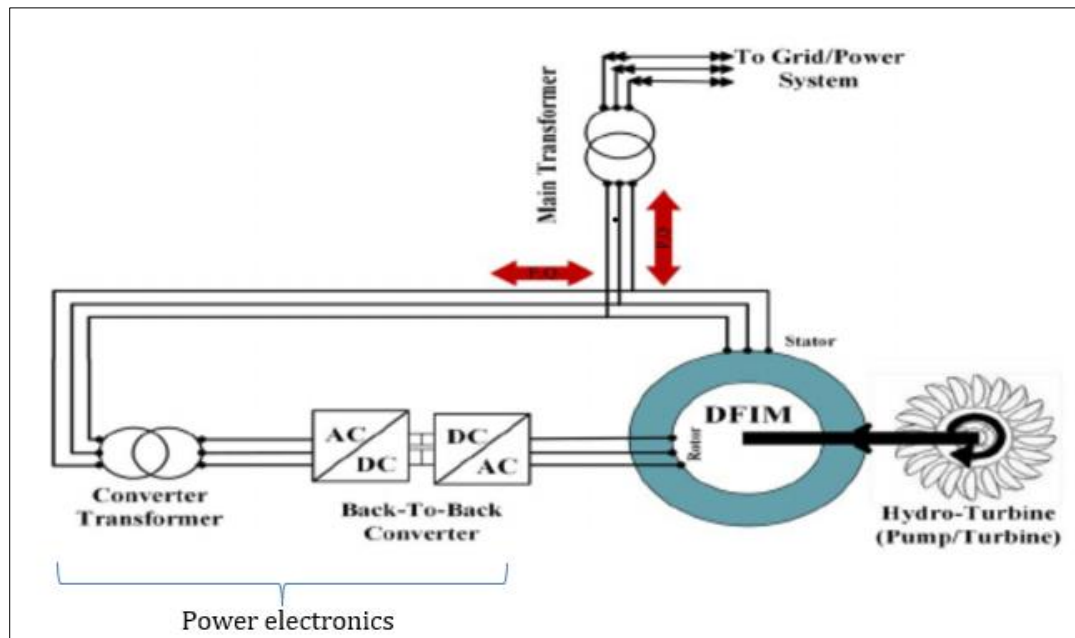 To Grid/Power
System
Main Transformer
P,Q
P,Q
Stator
DFIM
Rotor
AC
DC
DC
AC
Converter
Transformer
Back-To-Back
Converter
Hydro-Turbine
(Pump/Turbine)
Power electronics